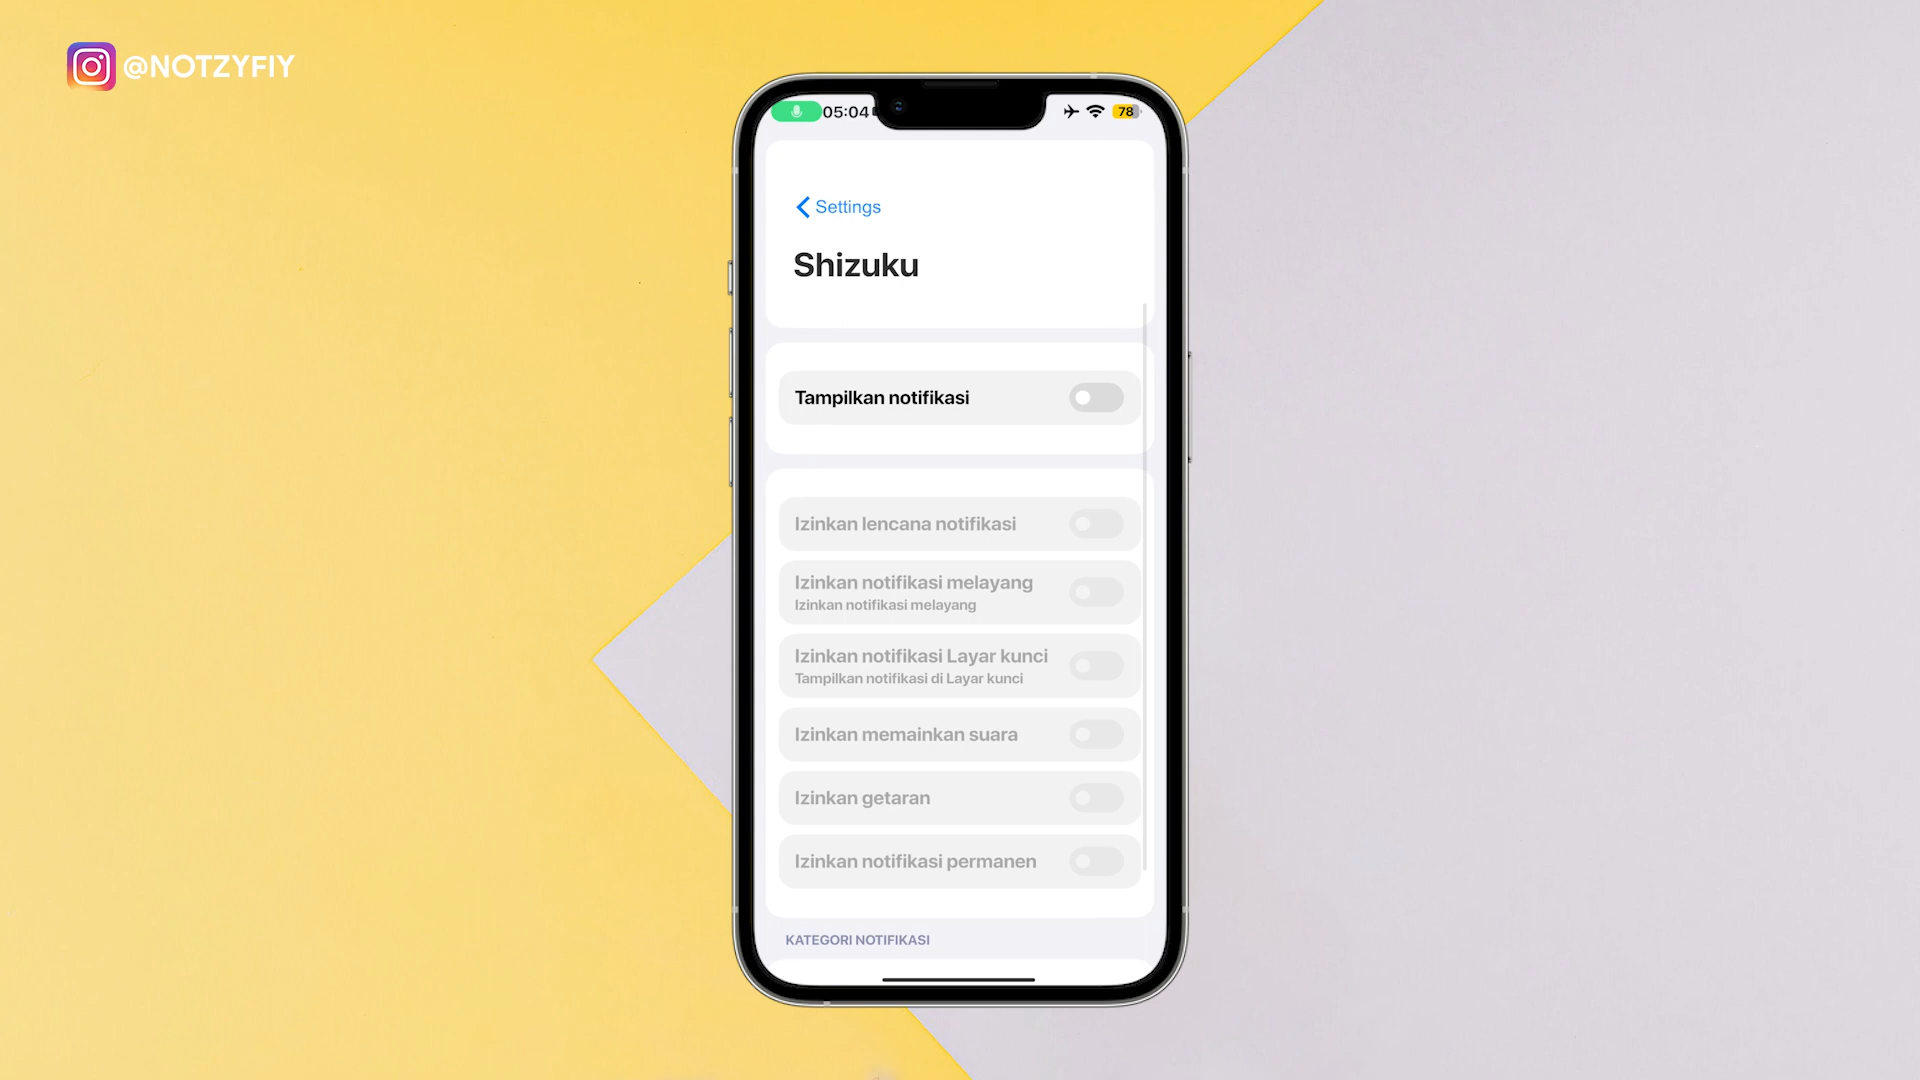 @NOTZYFIY
05:04
78
Settings
Shizuku
Tampilkan notifikasi
Izinkan lencana notifikasi
Izinkan notifikasi melayang
Izinkan notifikasi melayang
Izinkan notifikasi Layar kunci
Tampilkan notifikasi di Layar kunci
Izinkan memainkan suara
Izinkan getaran
Izinkan notifikasi permanen
KATEGORI NOTIFIKASI